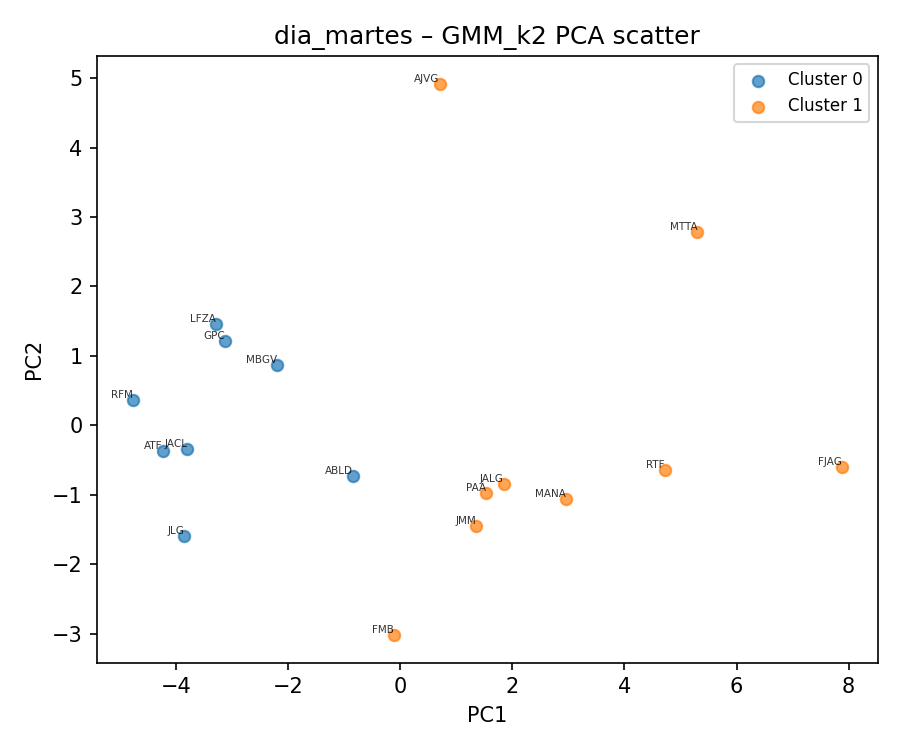 dia_martes – GMM_k2 PCA scatter
Cluster 0
Cluster 1
AJVG
MTTA
LFZA
GPC
MBGV
RFM
ATF
JACL
ABLD
JLG
JALG
PAA
JMM
MANA
RTF
FJAG
FMB
PC2
5
4
3
2
1
0
−1
−2
−3
−4
−2
0
2
4
6
8
PC1